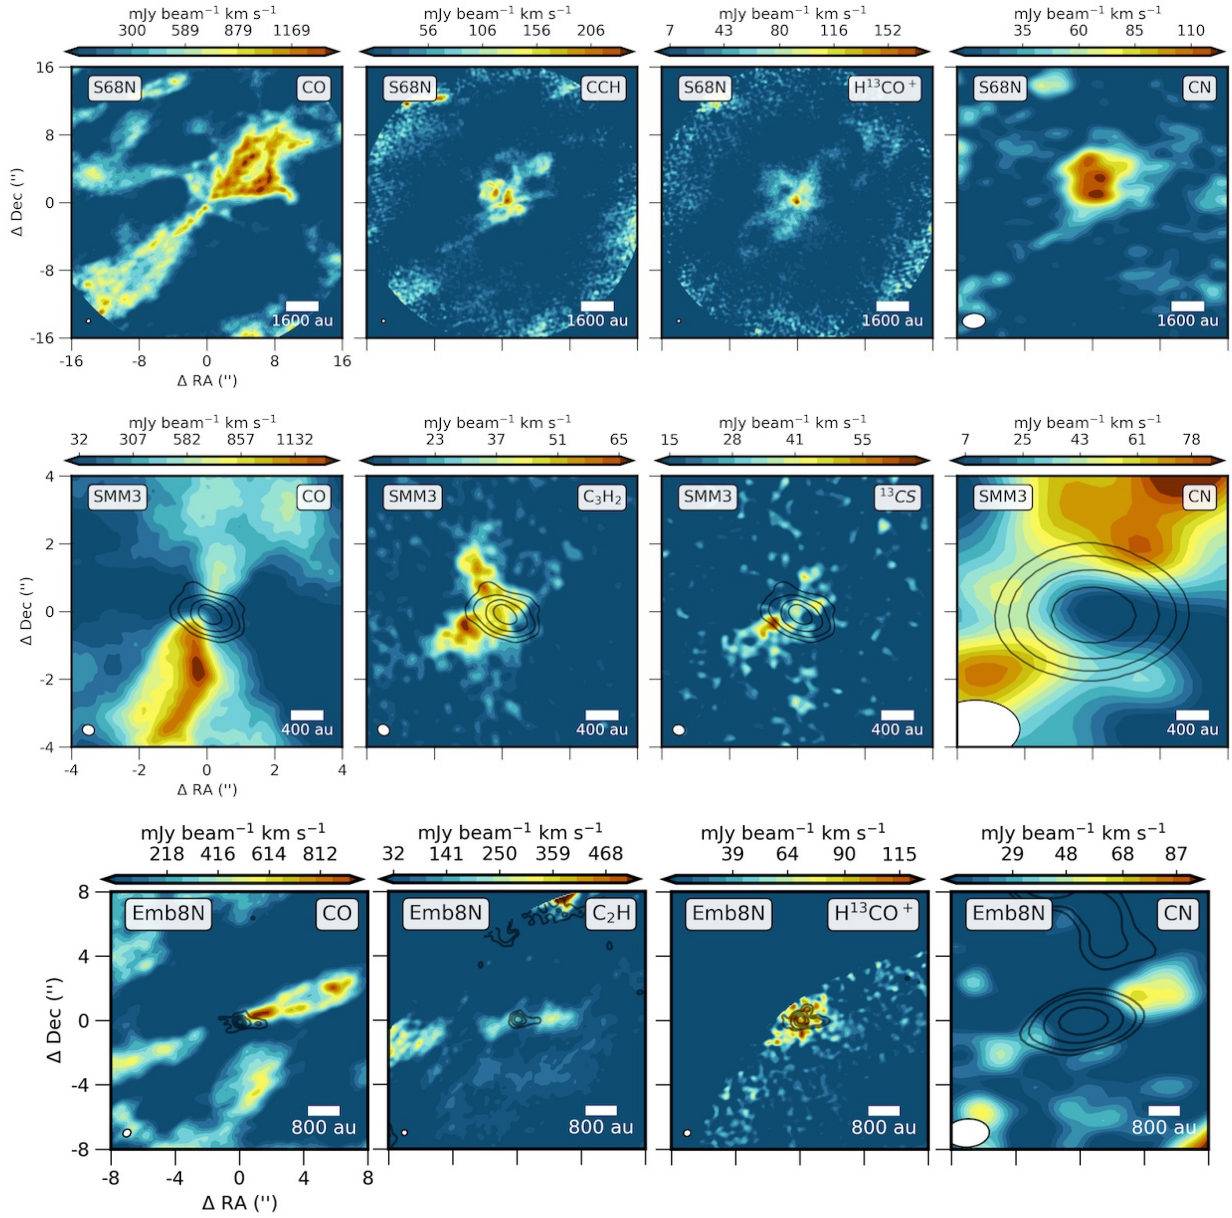 mJy beam⁻¹ km s⁻¹ mJy beam⁻¹ km s⁻¹ mJy beam⁻¹ km s⁻¹ mJy beam⁻¹ km s⁻¹
300 589 879 1169 56 106 156 206 7 43 80 116 152 35 60 85 110
16 S68N CO S68N CCH S68N H¹³CO⁺ S68N CN
8
0
-8
-16
Δ Dec ('')
1600 au 1600 au 1600 au 1600 au
-16 -8 0 8 16
Δ RA ('')
mJy beam⁻¹ km s⁻¹ mJy beam⁻¹ km s⁻¹ mJy beam⁻¹ km s⁻¹ mJy beam⁻¹ km s⁻¹
32 307 582 857 1132 23 37 51 65 15 28 41 55 7 25 43 61 78
4 SMM3 CO SMM3 C₃H₂ SMM3 ¹³CS SMM3 CN
2
0
-2
-4
Δ Dec ('')
400 au 400 au 400 au 400 au
-4 -2 0 2 4
Δ RA ('')
mJy beam⁻¹ km s⁻¹ mJy beam⁻¹ km s⁻¹ mJy beam⁻¹ km s⁻¹ mJy beam⁻¹ km s⁻¹
218 416 614 812 32 141 250 359 468 39 64 90 115 29 48 68 87
8 Emb8N CO Emb8N C₂H Emb8N H¹³CO⁺ Emb8N CN
4
0
-4
-8
Δ Dec ('')
800 au 800 au 800 au 800 au
-8 -4 0 4 8
Δ RA ('')